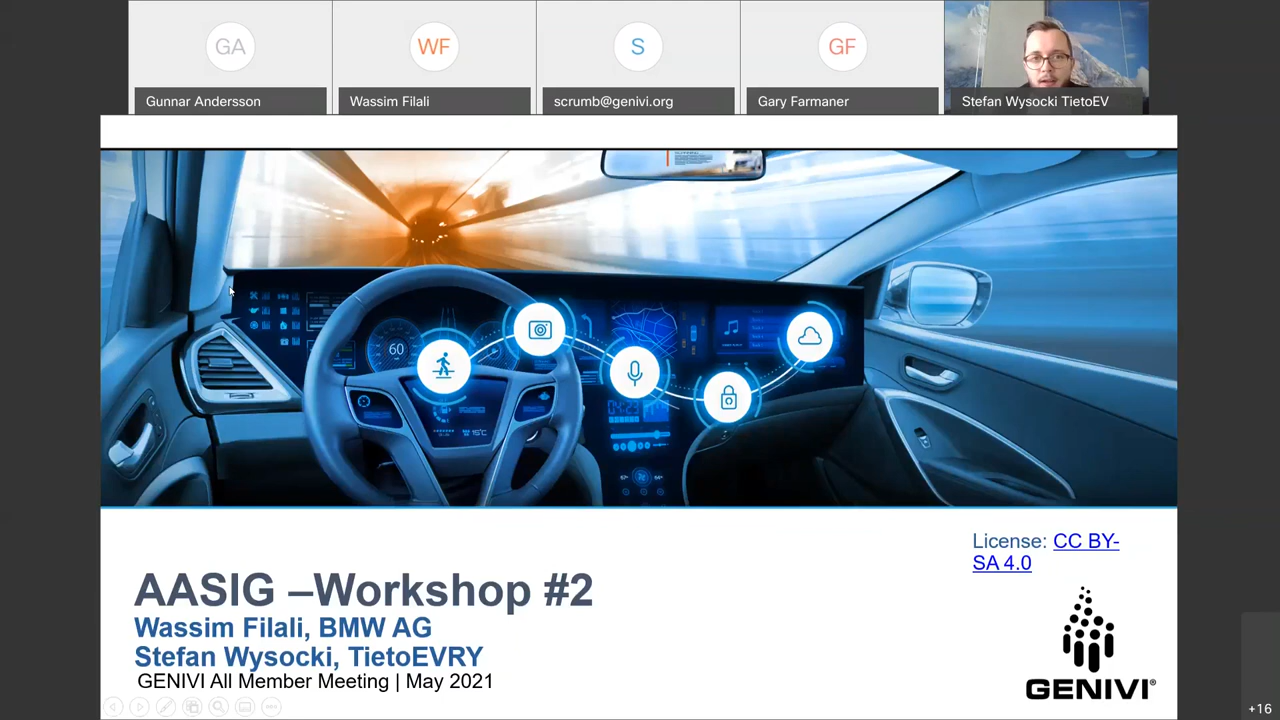 GA
WF
S
GF
Gunnar Andersson
Wassim Filali
scrumb@genivi.org
Gary Farmaner
Stefan Wysocki TietoEV
60
License: CC BY-
SA 4.0
AASIG –Workshop #2
Wassim Filali, BMW AG
Stefan Wysocki, TietoEVRY
GENIVI All Member Meeting | May 2021
GENIVI®
+16